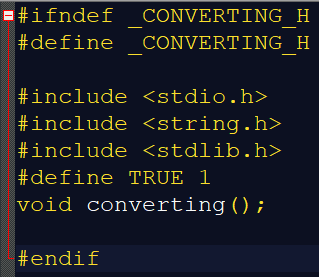 #ifndef _CONVERTING_H
#define _CONVERTING_H
#include <stdio.h>
#include <string.h>
#include <stdlib.h>
#define TRUE 1
void converting();
#endif